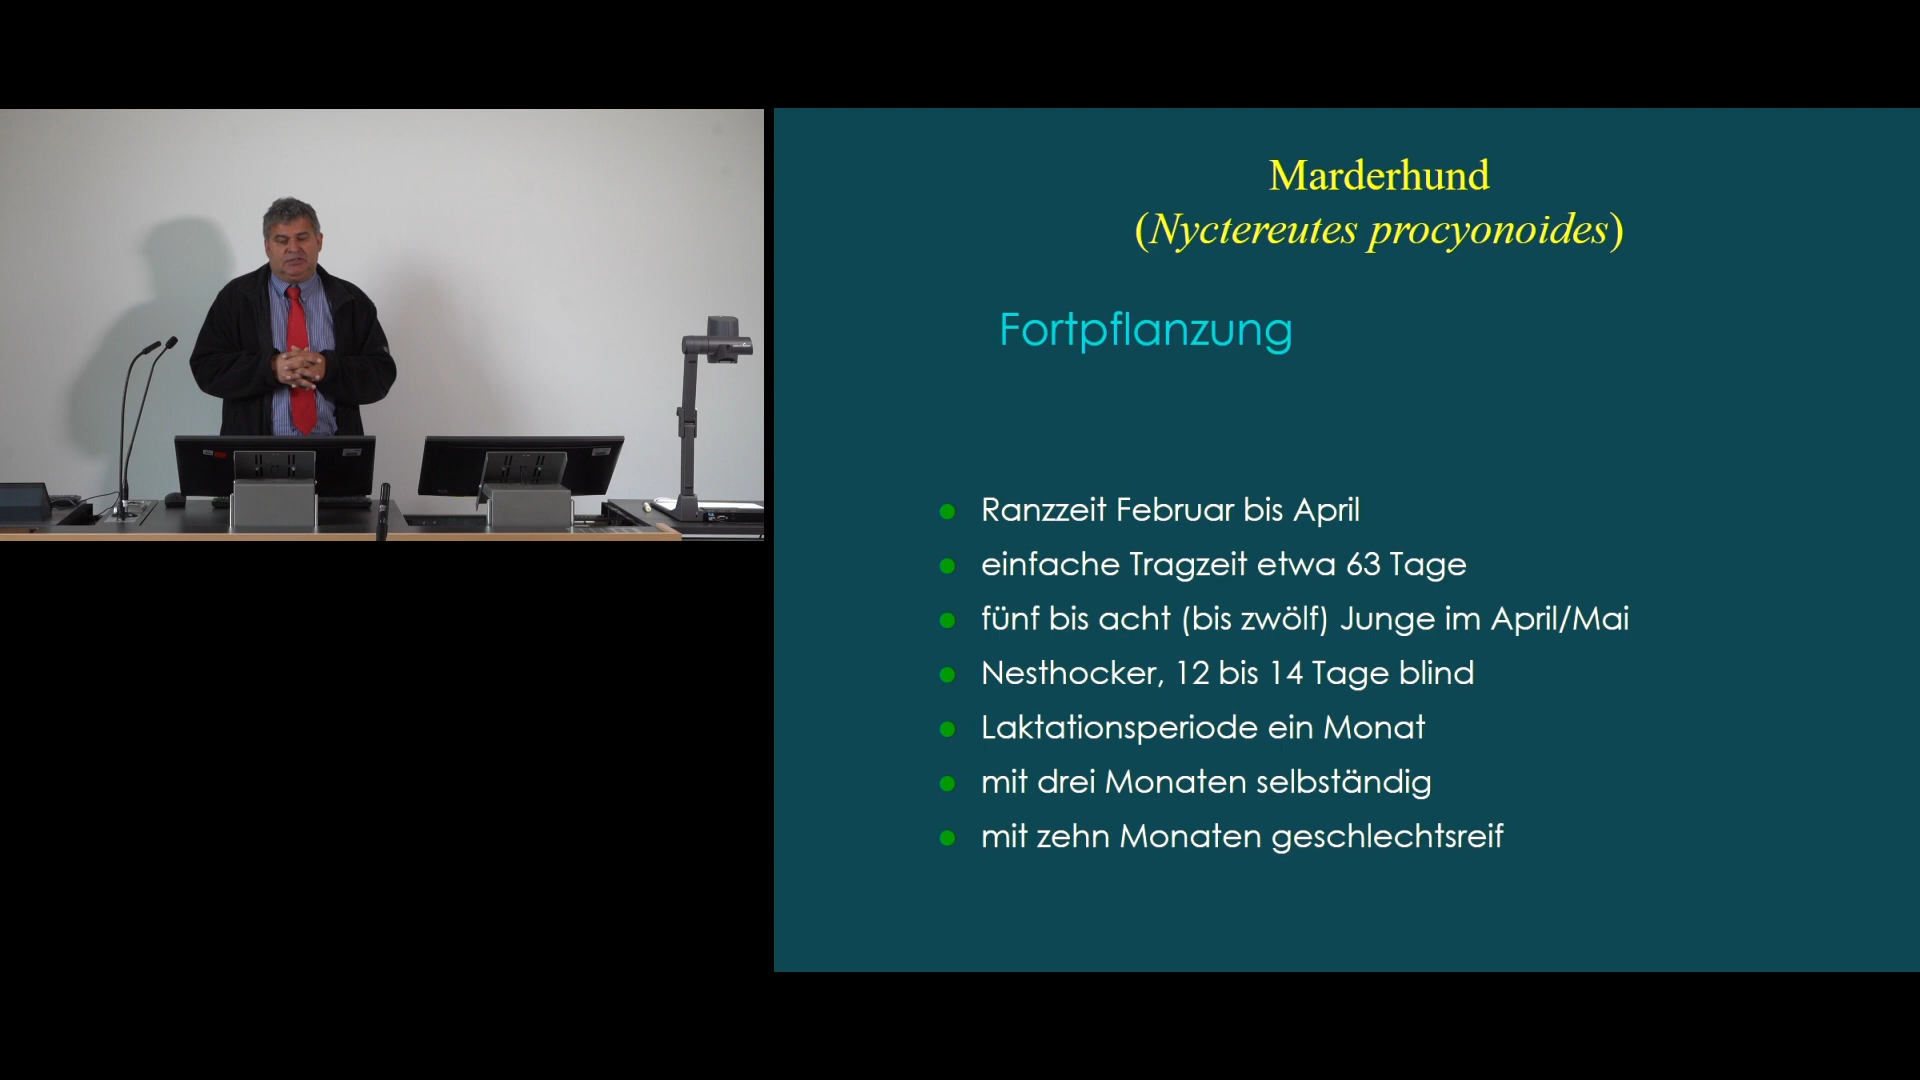 Marderhund
(Nyctereutes procyonoides)
Fortpflanzung
Ranzzeit Februar bis April
einfache Tragzeit etwa 63 Tage
fünf bis acht (bis zwölf) Junge im April/Mai
Nesthocker, 12 bis 14 Tage blind
Laktationsperiode ein Monat
mit drei Monaten selbständig
mit zehn Monaten geschlechtsreif